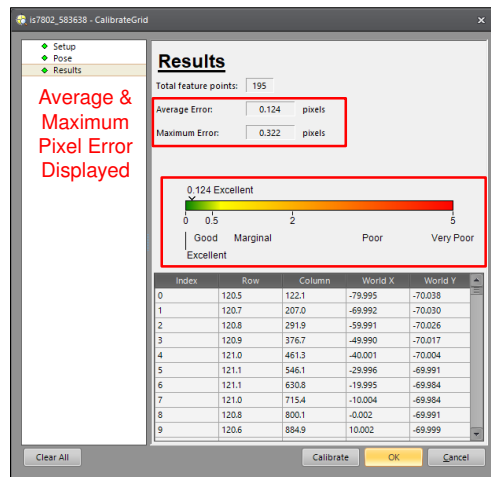 is7802_583638 - CalibrateGrid
Setup
Pose
Results
Average &
Maximum
Pixel Error
Displayed
Results
Total feature points: 195
Average Error: 0.124 pixels
Maximum Error: 0.322 pixels
0.124 Excellent
0 0.5 2 5
Good Marginal Poor Very Poor
Excellent
Index Row Column World X World Y
0 120.5 122.1 -79.995 -70.038
1 120.7 207.0 -69.992 -70.030
2 120.8 291.9 -59.991 -70.026
3 120.9 376.7 -49.990 -70.017
4 121.0 461.3 -40.001 -70.004
5 121.1 546.1 -29.996 -69.991
6 121.1 630.8 -19.995 -69.984
7 121.0 715.4 -10.004 -69.984
8 120.8 800.1 -0.002 -69.991
9 120.6 884.9 10.002 -69.999
Clear All Calibrate OK Cancel